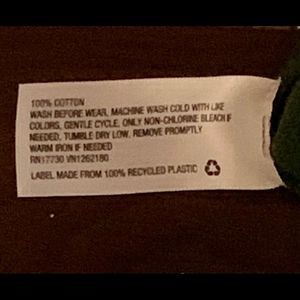 100% COTTON
WASH BEFORE WEAR, MACHINE WASH COLD WITH LIKE
COLORS, GENTLE CYCLE, ONLY NON-CHLORINE BLEACH IF
NEEDED, TUMBLE DRY LOW, REMOVE PROMPTLY
WARM IRON IF NEEDED
RN17730 VN1262180
LABEL MADE FROM 100% RECYCLED PLASTIC